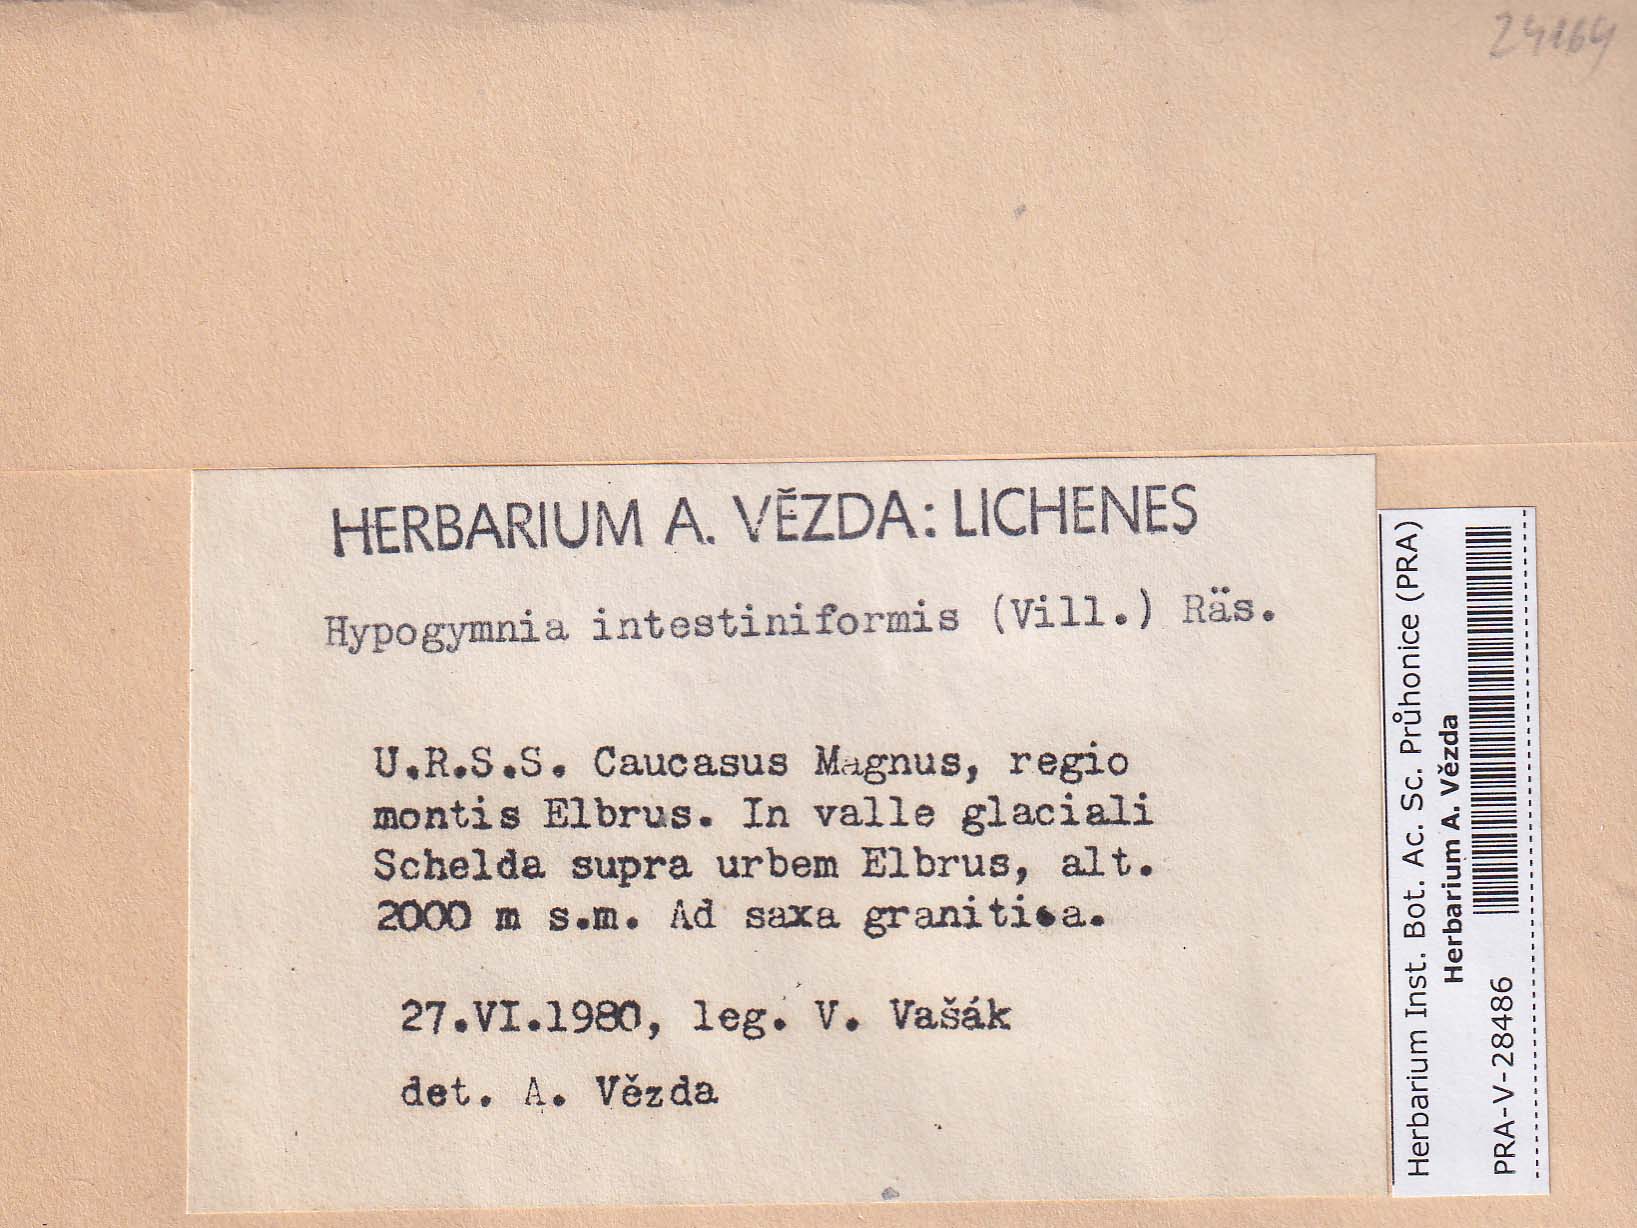 24164
HERBARIUM A. VĚZDA: LICHENES
Hypogymnia intestiniformis (Vill.) Räs.
U.R.S.S. Caucasus Magnus, regio
montis Elbrus. In valle glaciali
Schelda supra urbem Elbrus, alt.
2000 m s.m. Ad saxa granitica.
27.VI.1980, leg. V. Vašák
det. A. Vězda
Herbarium Inst. Bot. Ac. Sc. Průhonice (PRA)
Herbarium A. Vězda
PRA-V-28486